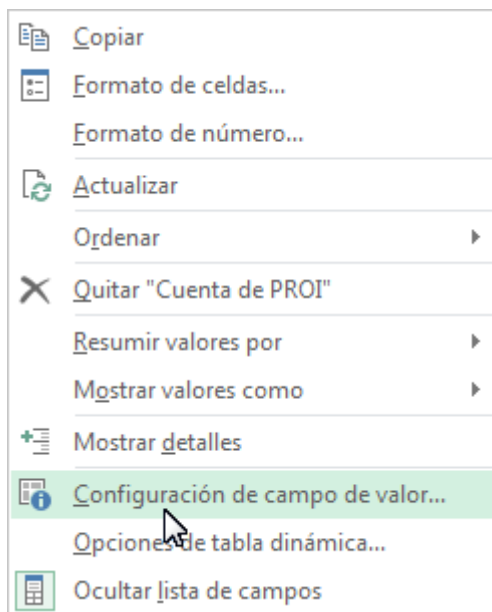 Copiar
Formato de celdas...
Formato de número...
Actualizar
Ordenar
Quitar "Cuenta de PROI"
Resumir valores por
Mostrar valores como
Mostrar detalles
Configuración de campo de valor...
Opciones de tabla dinámica...
Ocultar lista de campos